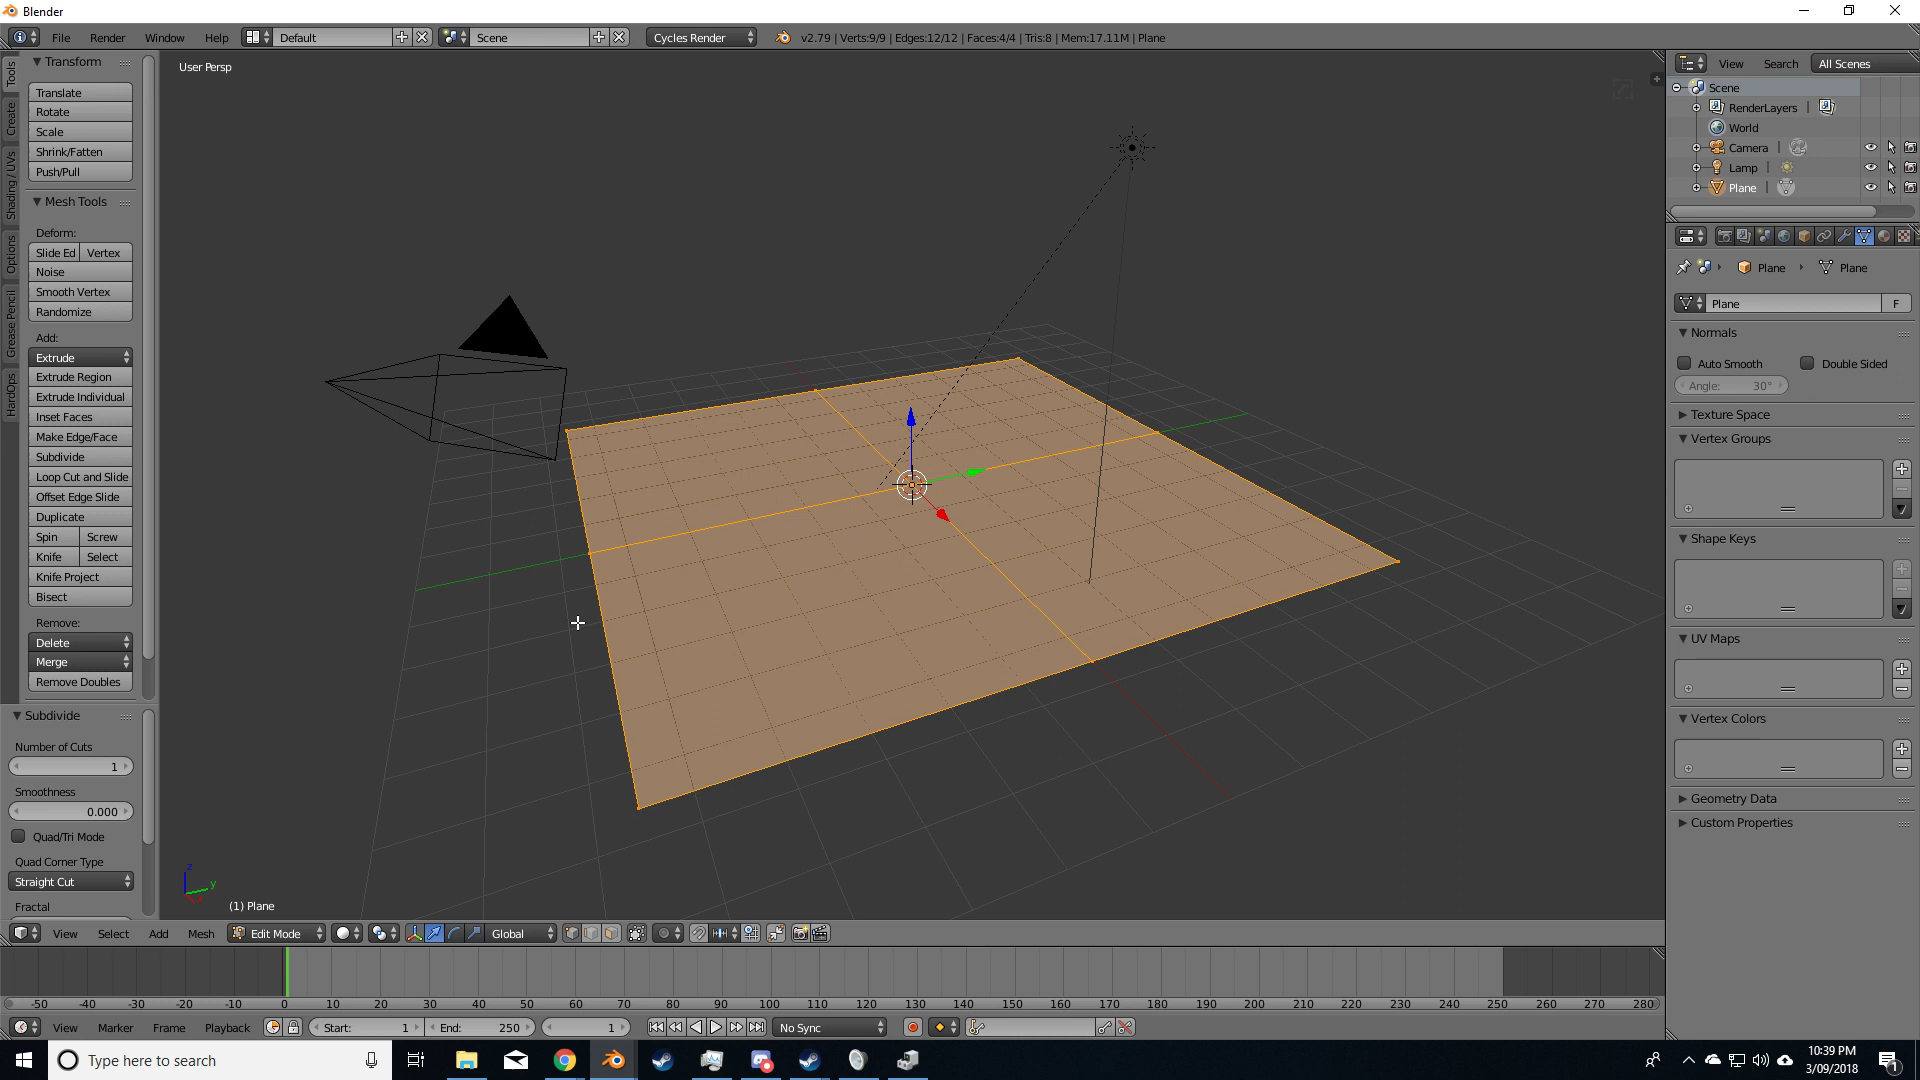 Blender
File Render Window Help Default Scene Cycles Render v2.79 | Verts:9/9 | Edges:12/12 | Faces:4/4 | Tris:8 | Mem:17.11M | Plane
Tools
Create
Shading / UVs
Options
Grease Pencil
HardOps
Transform
Translate
Rotate
Scale
Shrink/Fatten
Push/Pull
Mesh Tools
Deform:
Slide Ed Vertex
Noise
Smooth Vertex
Randomize
Add:
Extrude
Extrude Region
Extrude Individual
Inset Faces
Make Edge/Face
Subdivide
Loop Cut and Slide
Offset Edge Slide
Duplicate
Spin Screw
Knife Select
Knife Project
Bisect
Remove:
Delete
Merge
Remove Doubles
Subdivide
Number of Cuts
1
Smoothness
0.000
Quad/Tri Mode
Quad Corner Type
Straight Cut
Fractal
User Persp
z
y
x
(1) Plane
View Select Add Mesh Edit Mode Global
View Search All Scenes
Scene
RenderLayers
World
Camera
Lamp
Plane
Plane Plane
Plane F
Normals
Auto Smooth Double Sided
Angle: 30°
Texture Space
Vertex Groups
Shape Keys
UV Maps
Vertex Colors
Geometry Data
Custom Properties
-50 -40 -30 -20 -10 0 10 20 30 40 50 60 70 80 90 100 110 120 130 140 150 160 170 180 190 200 210 220 230 240 250 260 270 280
View Marker Frame Playback Start: 1 End: 250 1 No Sync
Type here to search
10:39 PM
3/09/2018
1